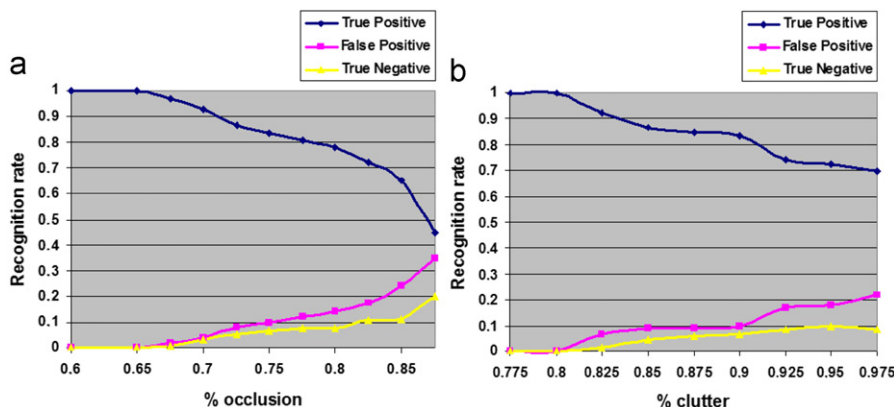 True Positive
False Positive
True Negative
a
Recognition rate
1
0.9
0.8
0.7
0.6
0.5
0.4
0.3
0.2
0.1
0
0.6 0.65 0.7 0.75 0.8 0.85
% occlusion
True Positive
False Positive
True Negative
b
Recognition rate
1
0.9
0.8
0.7
0.6
0.5
0.4
0.3
0.2
0.1
0
0.775 0.8 0.825 0.85 0.875 0.9 0.925 0.95 0.975
% clutter